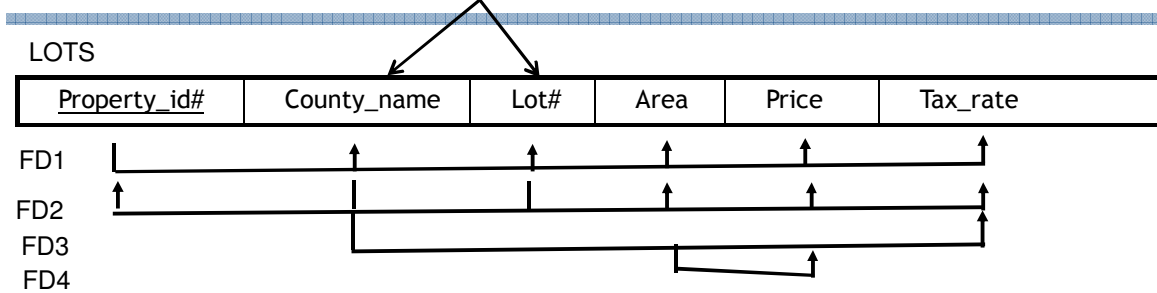 LOTS
Property_id# County_name Lot# Area Price Tax_rate
FD1
FD2
FD3
FD4